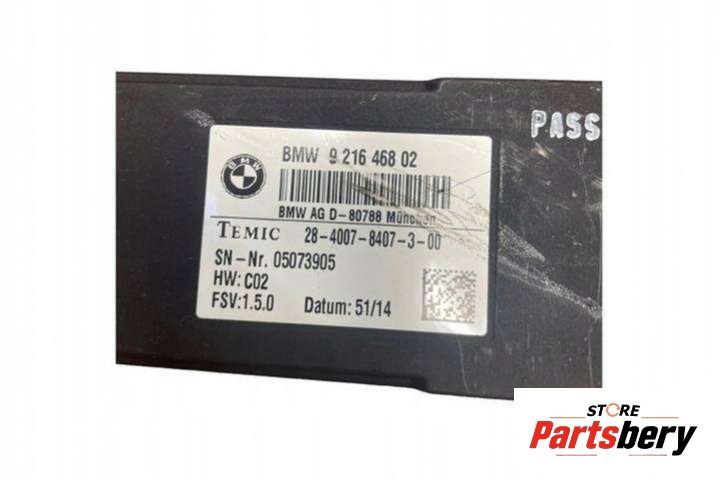 PASS
BMW
BMW 9 216 468 02
BMW AG D-80788 München
TEMIC 28-4007-8407-3-00
SN-Nr. 05073905
HW: C02
FSV:1.5.0 Datum: 51/14
STORE
Partsbery